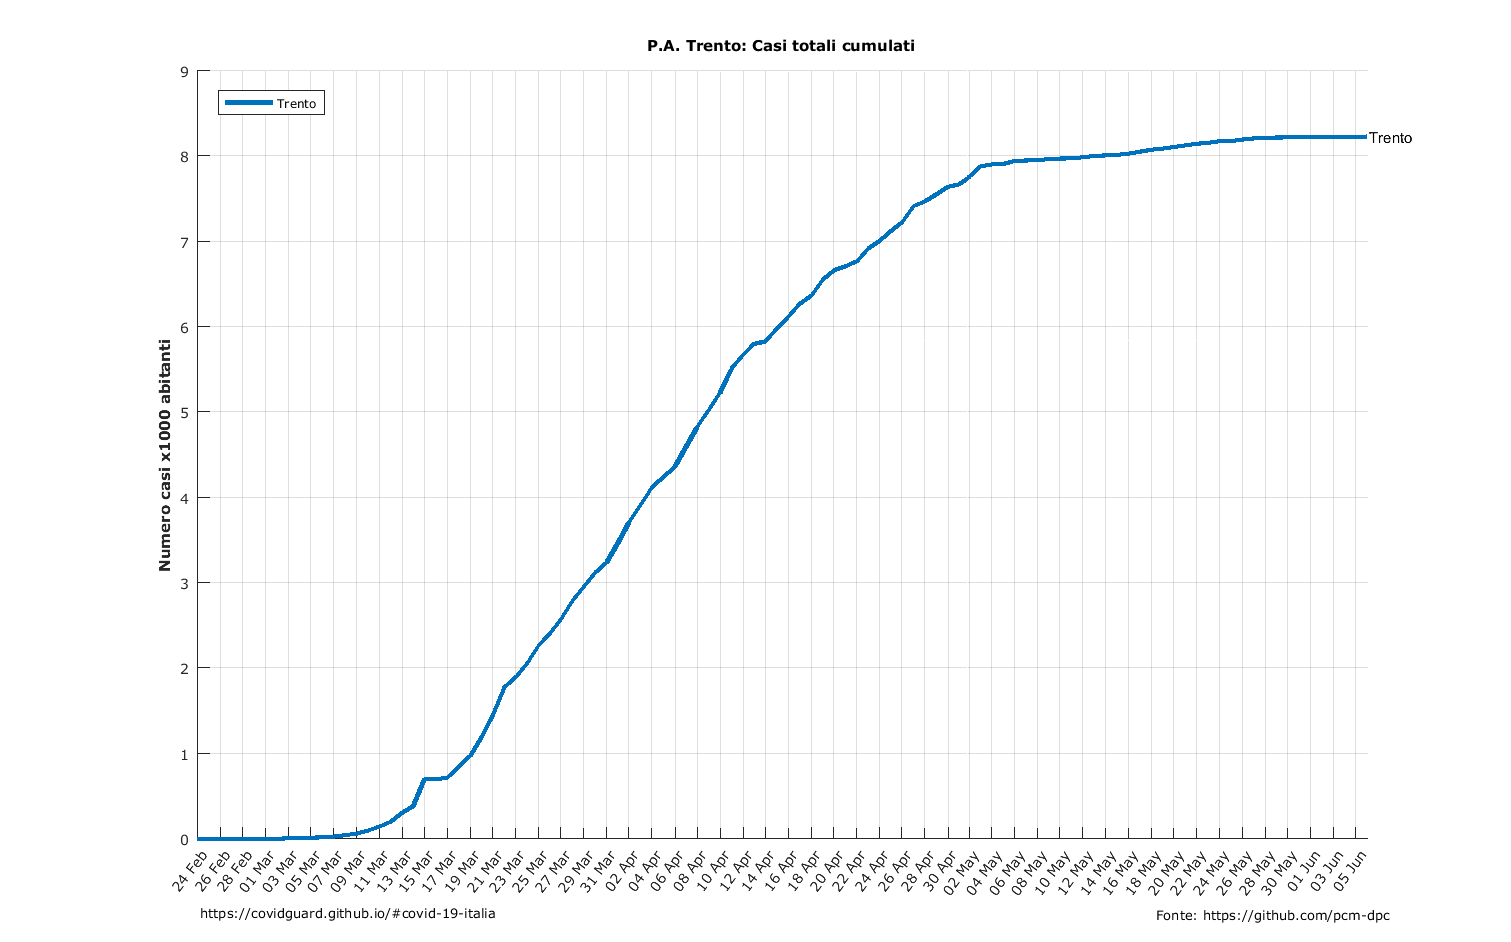 P.A. Trento: Casi totali cumulati
9
8
7
6
5
4
3
2
1
0
Numero casi x1000 abitanti
Trento
Trento
24 Feb
26 Feb
28 Feb
01 Mar
03 Mar
05 Mar
07 Mar
09 Mar
11 Mar
13 Mar
15 Mar
17 Mar
19 Mar
21 Mar
23 Mar
25 Mar
27 Mar
29 Mar
31 Mar
02 Apr
04 Apr
06 Apr
08 Apr
10 Apr
12 Apr
14 Apr
16 Apr
18 Apr
20 Apr
22 Apr
24 Apr
26 Apr
28 Apr
30 Apr
02 May
04 May
06 May
08 May
10 May
12 May
14 May
16 May
18 May
20 May
22 May
24 May
26 May
28 May
30 May
01 Jun
03 Jun
05 Jun
https://covidguard.github.io/#covid-19-italia
Fonte: https://github.com/pcm-dpc